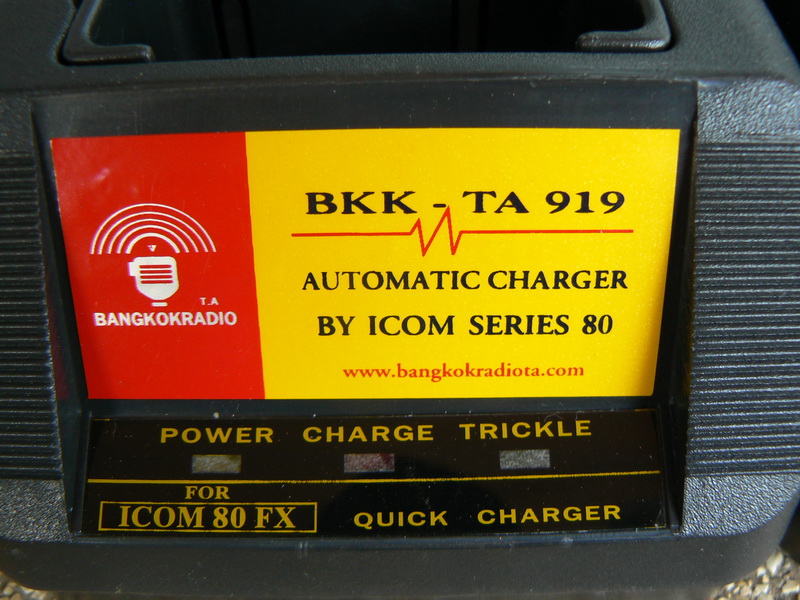 BKK - TA 919
AUTOMATIC CHARGER
BY ICOM SERIES 80
www.bangkokradiota.com
T.A
BANGKOKRADIO
POWER CHARGE TRICKLE
FOR
ICOM 80 FX
QUICK CHARGER